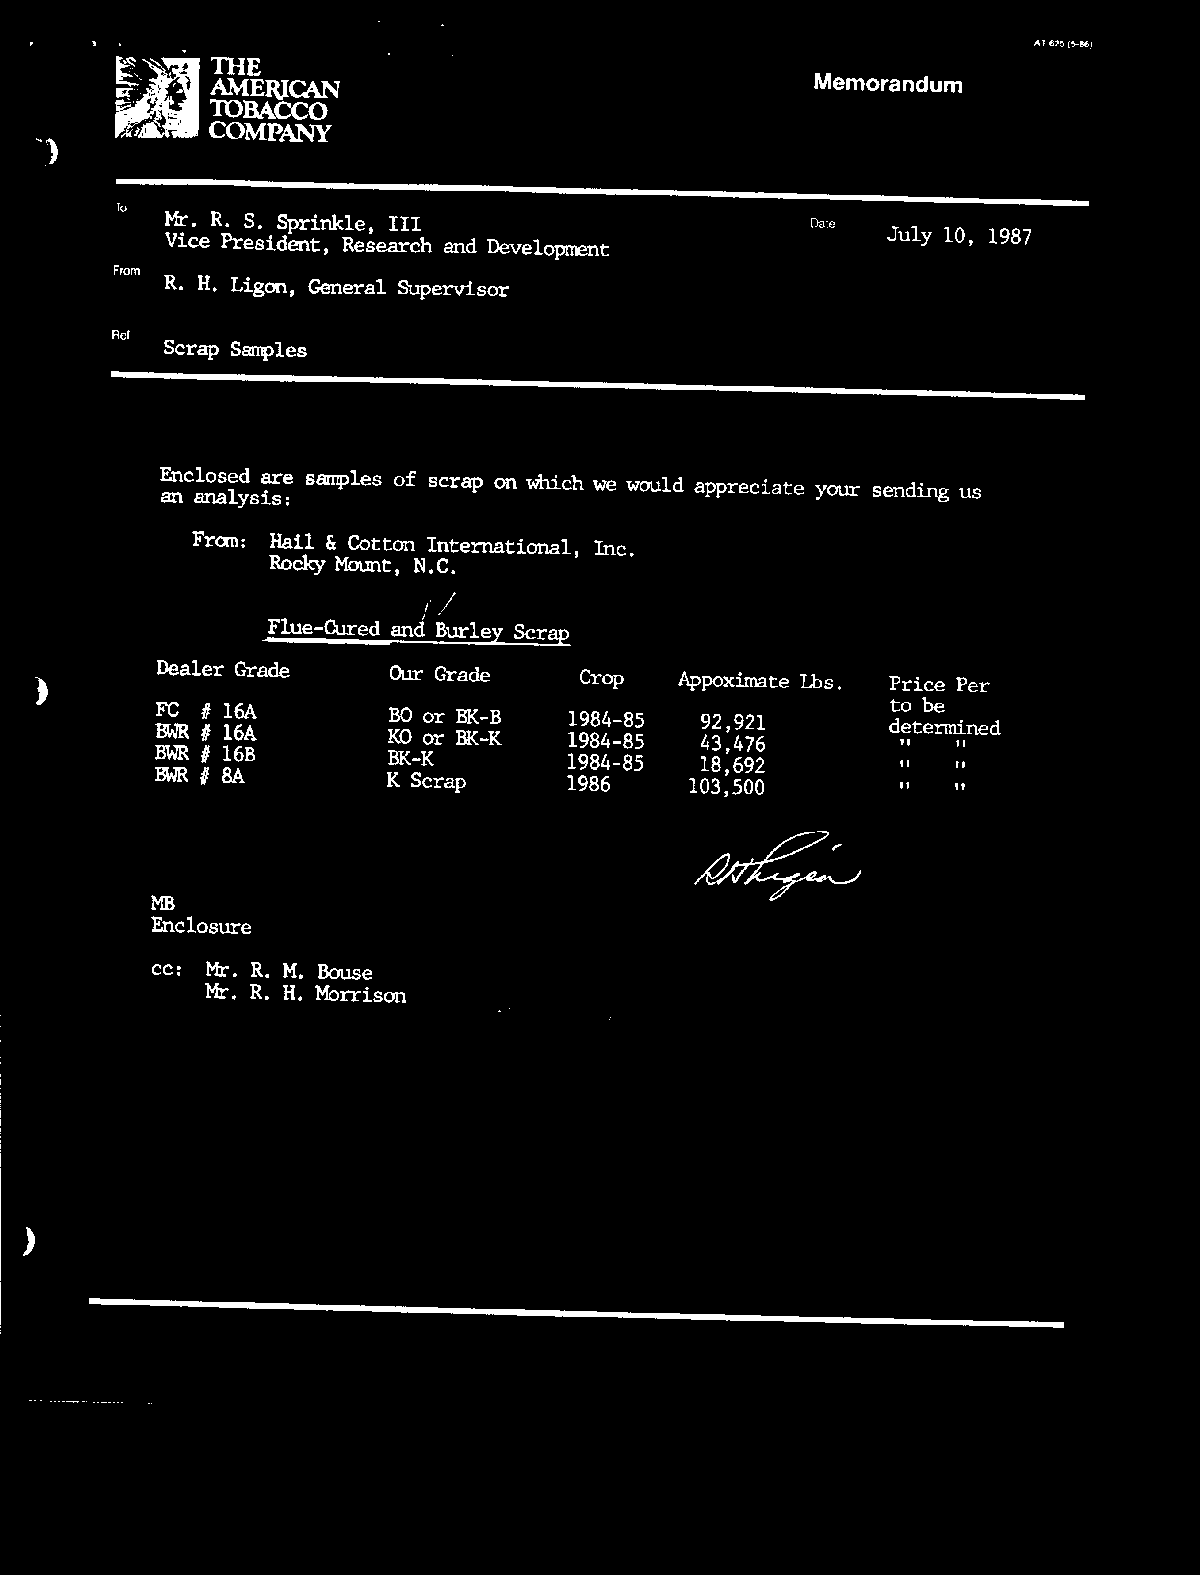 AT 625 (5-86)
THE
AMERICAN
TOBACCO
COMPANY
Memorandum
To
Mr. R. S. Sprinkle, III
Vice President, Research and Development
Date
July 10, 1987
From
R. H. Ligon, General Supervisor
Ref
Scrap Samples
Enclosed are samples of scrap on which we would appreciate your sending us
an analysis:
From: Hail & Cotton International, Inc.
Rocky Mount, N.C.
Flue-Cured and Burley Scrap
Dealer Grade Our Grade Crop Appoximate Lbs. Price Per
to be
FC # 16A BO or BK-B 1984-85 92,921 determined
BWR # 16A KO or BK-K 1984-85 43,476 " "
BWR # 16B BK-K 1984-85 18,692 " "
BWR # 8A K Scrap 1986 103,500 " "
RHLigon
MB
Enclosure
cc: Mr. R. M. Bouse
Mr. R. H. Morrison